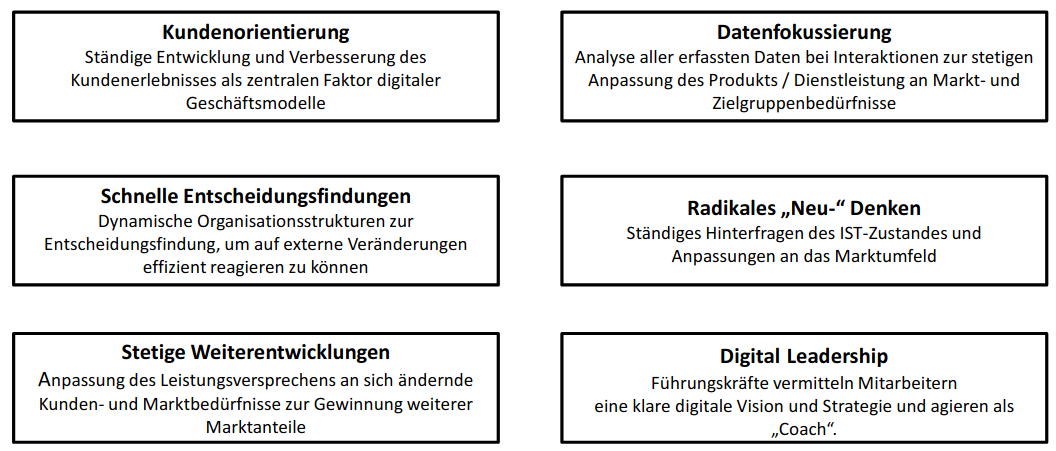 Kundenorientierung
Ständige Entwicklung und Verbesserung des
Kundenerlebnisses als zentralen Faktor digitaler
Geschäftsmodelle
Datenfokussierung
Analyse aller erfassten Daten bei Interaktionen zur stetigen
Anpassung des Produkts / Dienstleistung an Markt- und
Zielgruppenbedürfnisse
Schnelle Entscheidungsfindungen
Dynamische Organisationsstrukturen zur
Entscheidungsfindung, um auf externe Veränderungen
effizient reagieren zu können
Radikales „Neu-“ Denken
Ständiges Hinterfragen des IST-Zustandes und
Anpassungen an das Marktumfeld
Stetige Weiterentwicklungen
Anpassung des Leistungsversprechens an sich ändernde
Kunden- und Marktbedürfnisse zur Gewinnung weiterer
Marktanteile
Digital Leadership
Führungskräfte vermitteln Mitarbeitern
eine klare digitale Vision und Strategie und agieren als
„Coach“.